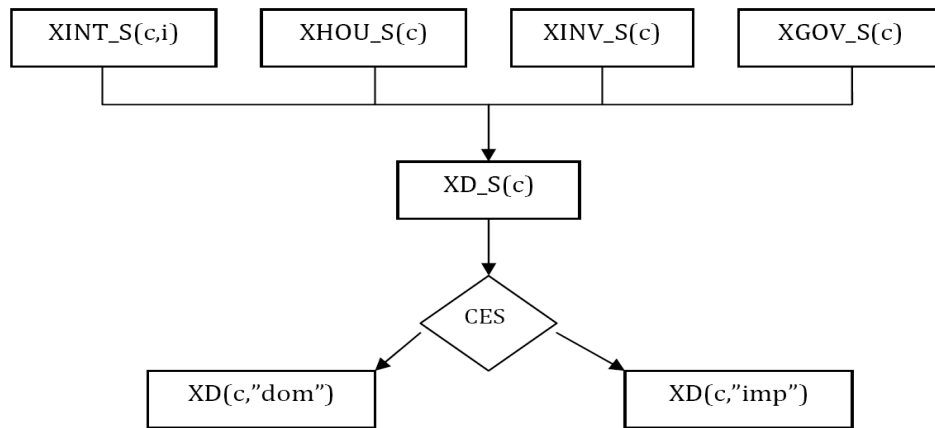 XINT_S(c,i)
XHOU_S(c)
XINV_S(c)
XGOV_S(c)
XD_S(c)
CES
XD(c,”dom”)
XD(c,”imp”)